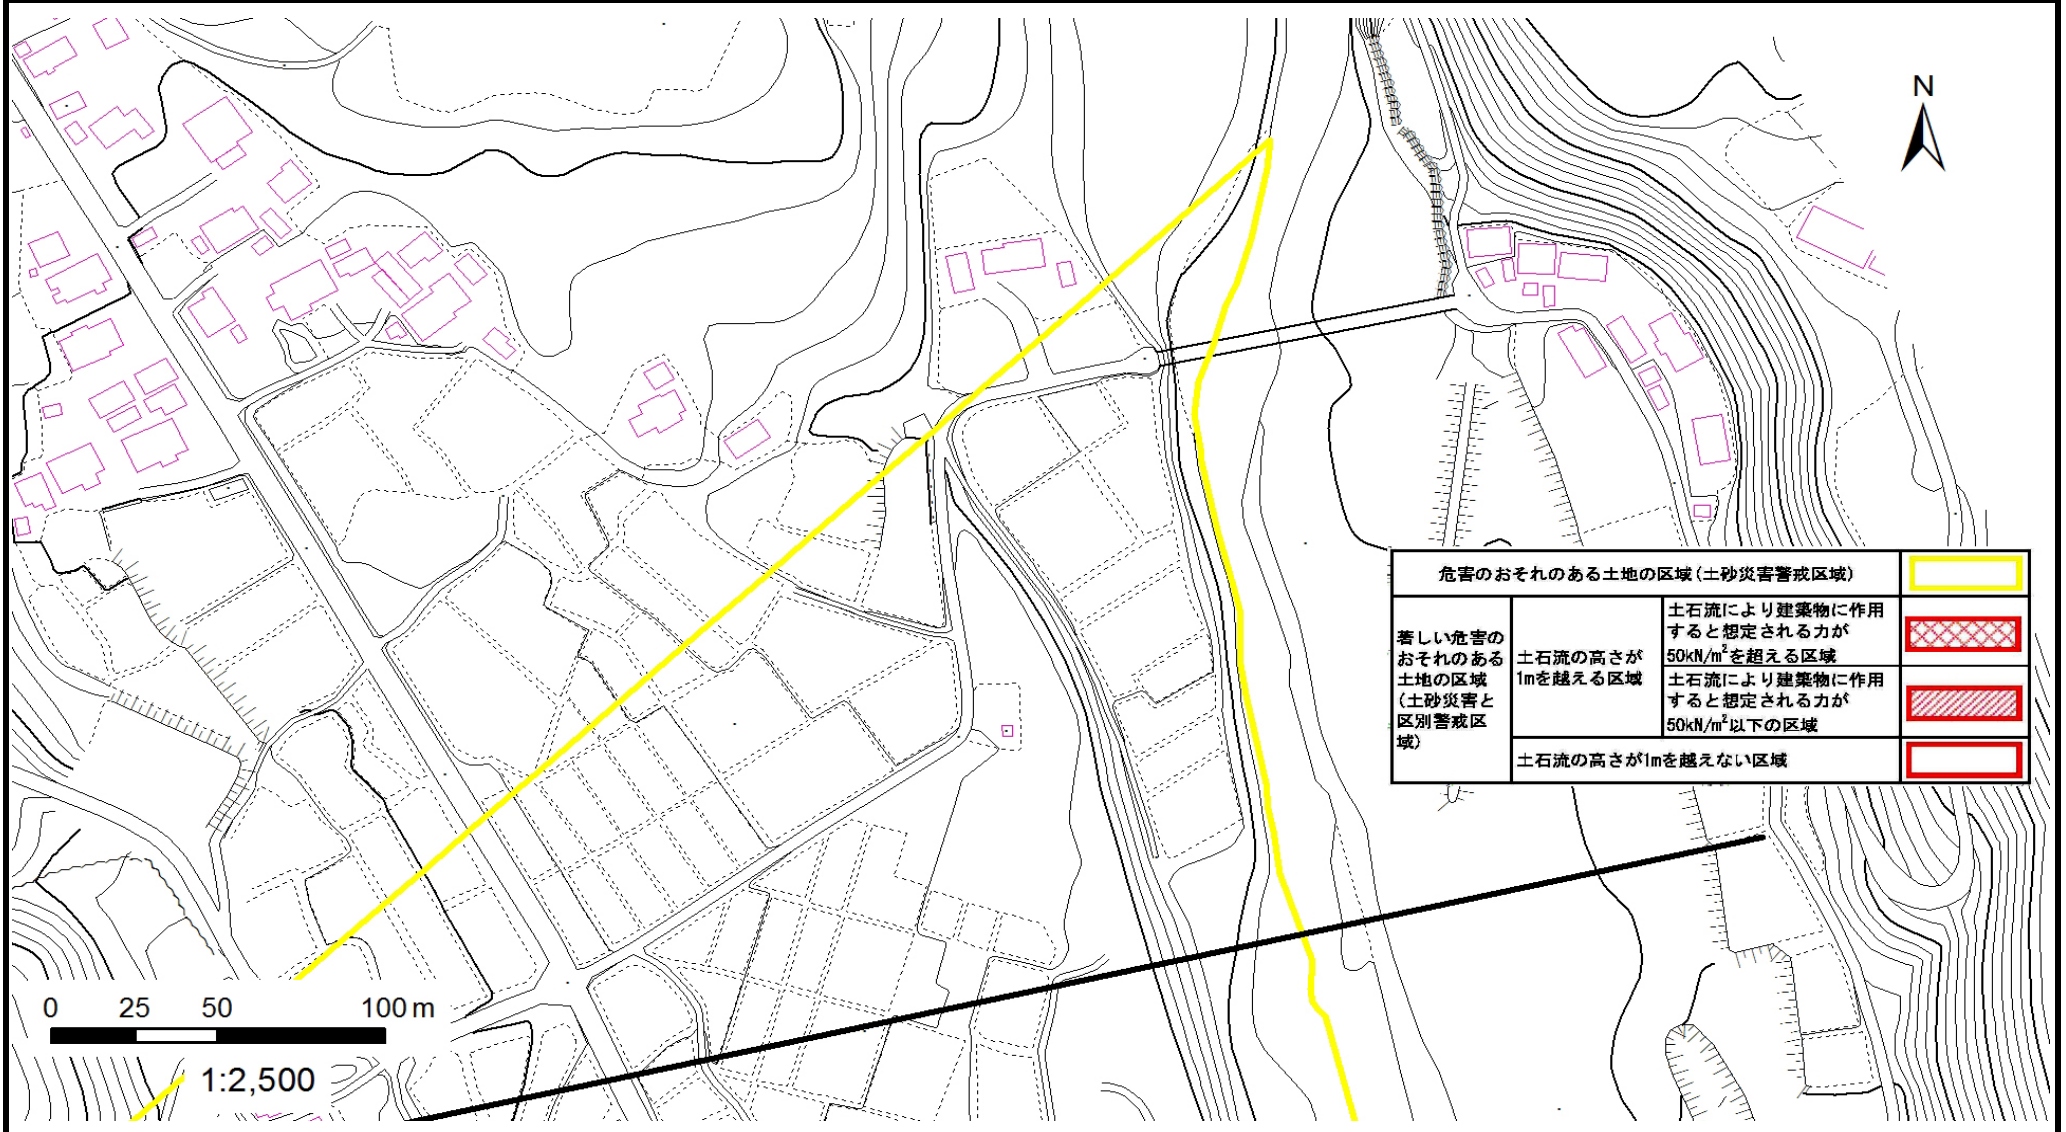 N
危害のおそれのある土地の区域(土砂災害警戒区域)
著しい危害の
おそれのある
土地の区域
(土砂災害と
区別警戒区
域)
土石流の高さが
1mを越える区域
土石流により建築物に作用
すると想定される力が
50kN/m²を超える区域
土石流により建築物に作用
すると想定される力が
50kN/m²以下の区域
土石流の高さが1mを越えない区域
0 25 50 100 m
1:2,500